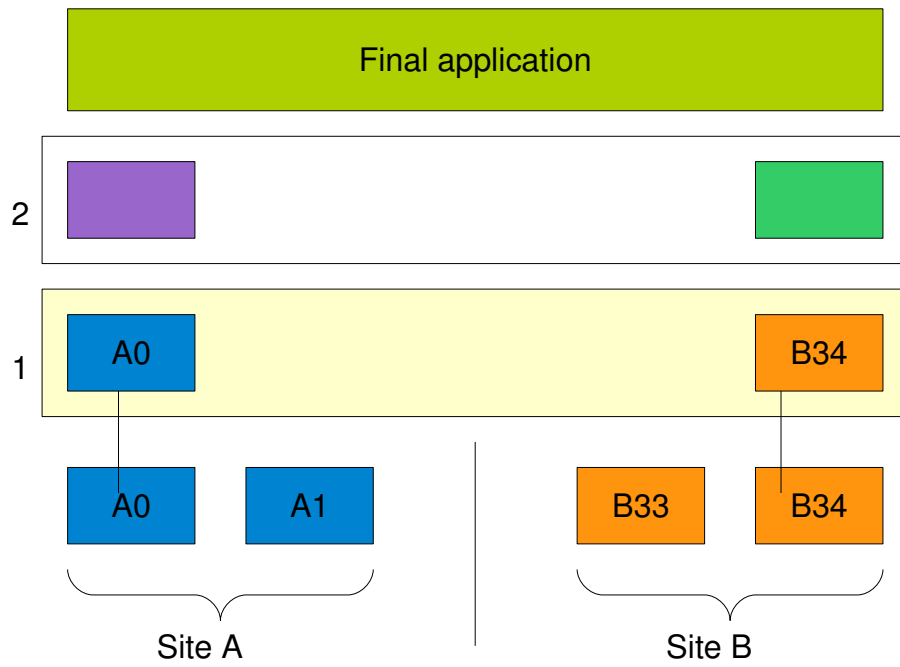 Final application
2
1
A0
B34
A0
A1
B33
B34
Site A
Site B